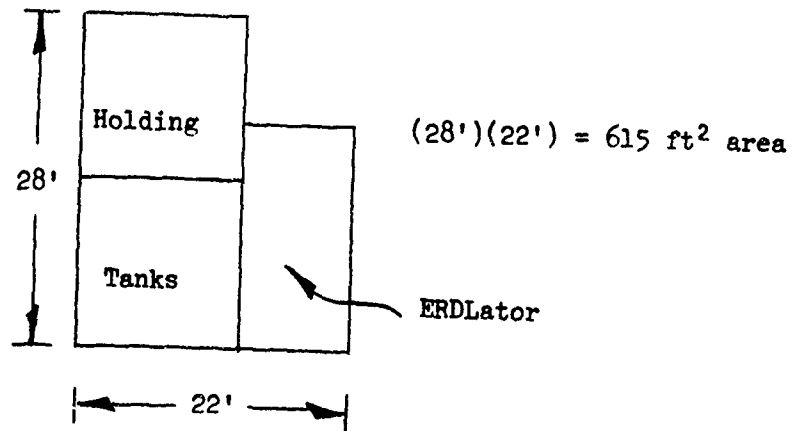 Holding
(28')(22') = 615 ft² area
28'
Tanks
ERDLator
22'